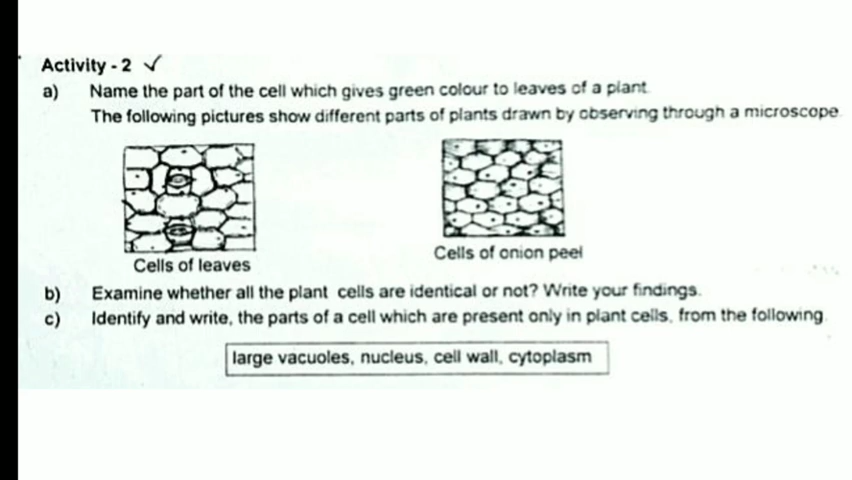 Activity - 2 ✓
a) Name the part of the cell which gives green colour to leaves of a plant.
The following pictures show different parts of plants drawn by observing through a microscope.
Cells of leaves
Cells of onion peel
b) Examine whether all the plant cells are identical or not? Write your findings.
c) Identify and write, the parts of a cell which are present only in plant cells, from the following.
large vacuoles, nucleus, cell wall, cytoplasm